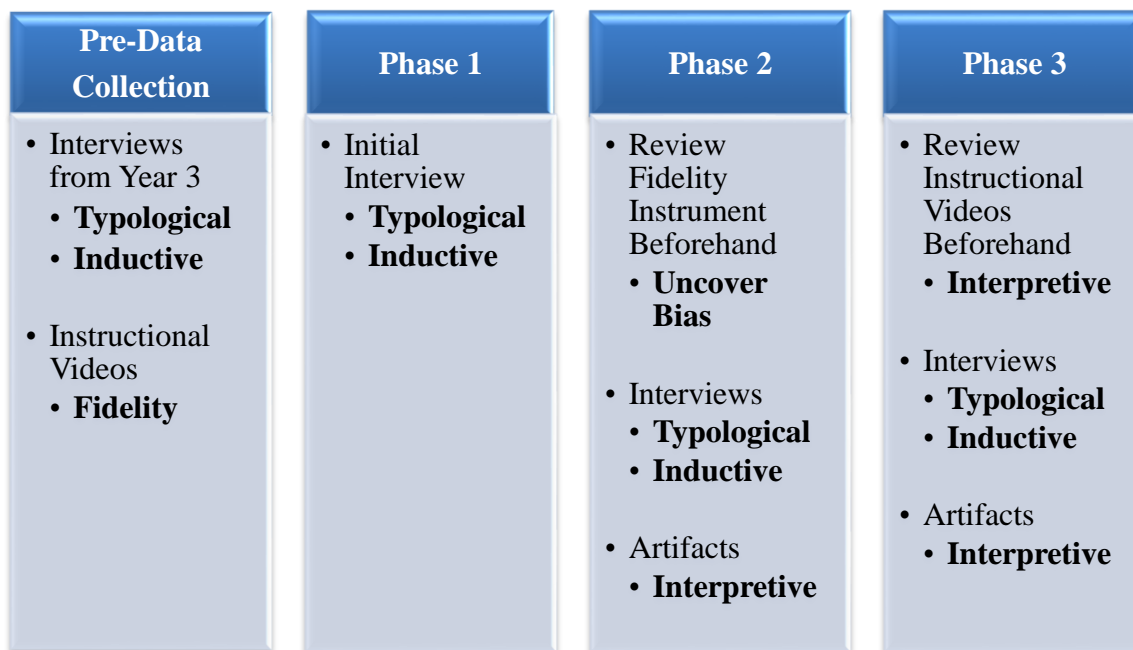 Pre-Data
Collection
• Interviews
from Year 3
• Typological
• Inductive
• Instructional
Videos
• Fidelity
Phase 1
• Initial
Interview
• Typological
• Inductive
Phase 2
• Review
Fidelity
Instrument
Beforehand
• Uncover
Bias
• Interviews
• Typological
• Inductive
• Artifacts
• Interpretive
Phase 3
• Review
Instructional
Videos
Beforehand
• Interpretive
• Interviews
• Typological
• Inductive
• Artifacts
• Interpretive